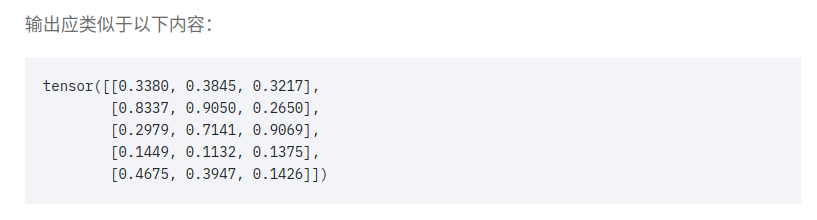 输出应类似于以下内容：
tensor([[0.3380, 0.3845, 0.3217],
        [0.8337, 0.9050, 0.2650],
        [0.2979, 0.7141, 0.9069],
        [0.1449, 0.1132, 0.1375],
        [0.4675, 0.3947, 0.1426]])